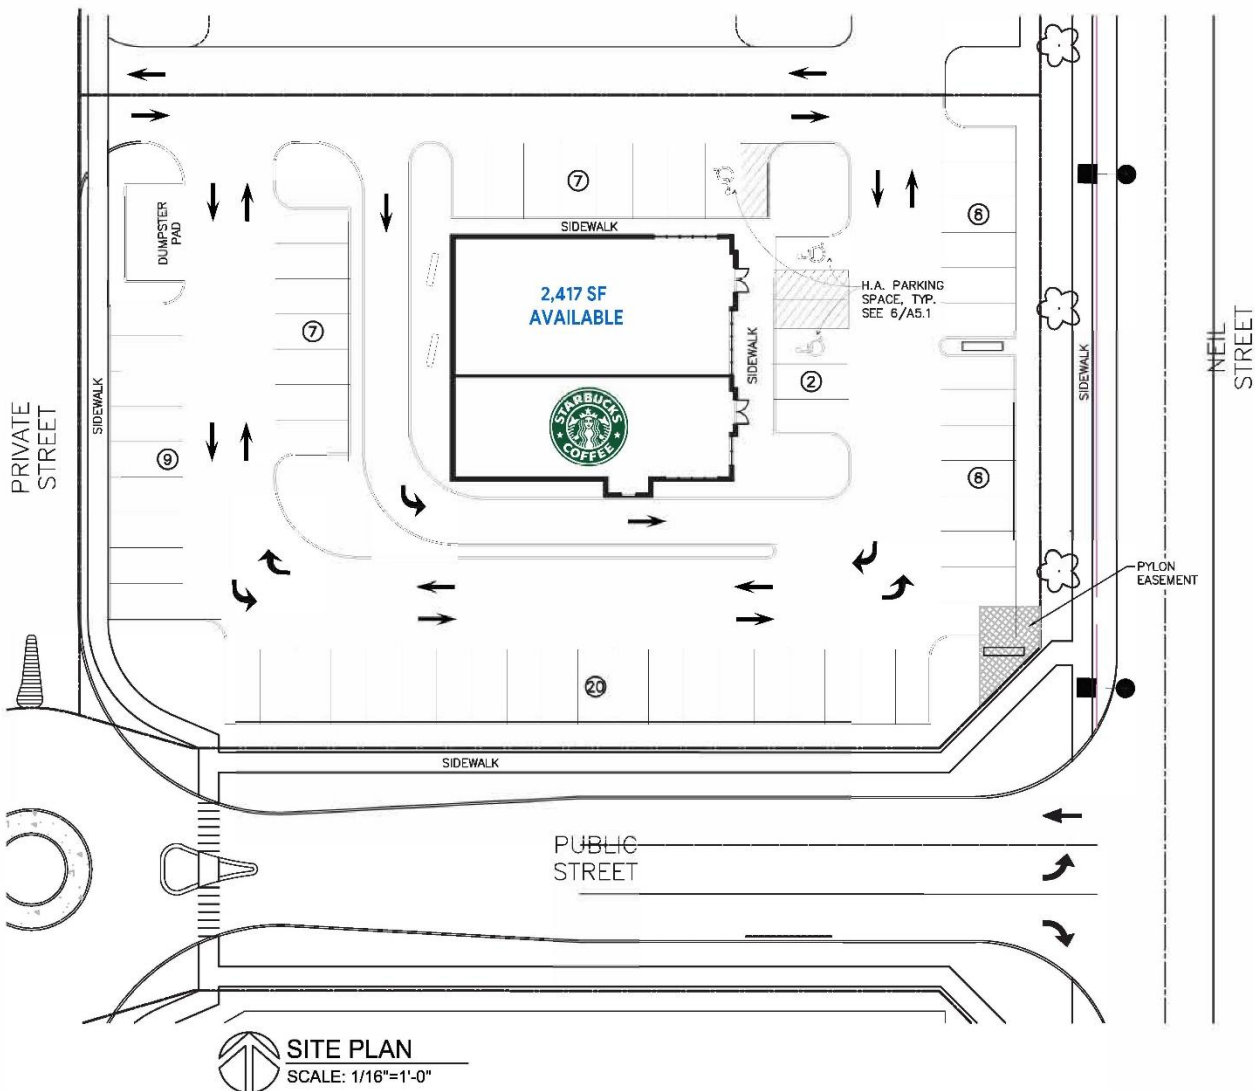 DUMPSTER
PAD
7
SIDEWALK
2,417 SF
AVAILABLE
H.A. PARKING
SPACE, TYP.
SEE 6/A5.1
6
7
SIDEWALK
2
STARBUCKS
COFFEE
SIDEWALK
NEIL
STREET
PRIVATE
STREET
SIDEWALK
9
8
PYLON
EASEMENT
20
SIDEWALK
PUBLIC
STREET
SITE PLAN
SCALE: 1/16"=1'-0"